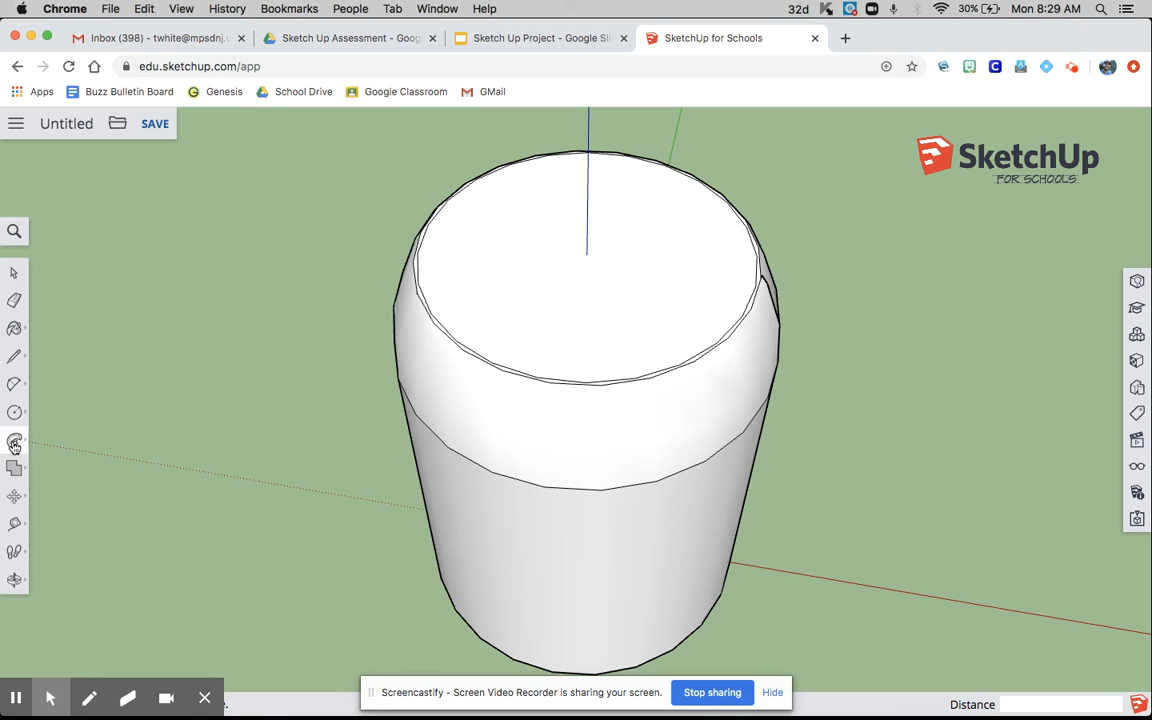 Chrome File Edit View History Bookmarks People Tab Window Help 32d 30% Mon 8:29 AM
Inbox (398) - twhite@mpsdnj.u Sketch Up Assessment - Goog Sketch Up Project - Google Sli SketchUp for Schools
edu.sketchup.com/app
Apps Buzz Bulletin Board Genesis School Drive Google Classroom GMail
Untitled SAVE
SketchUp
FOR SCHOOLS
Screencastify - Screen Video Recorder is sharing your screen. Stop sharing Hide
Distance